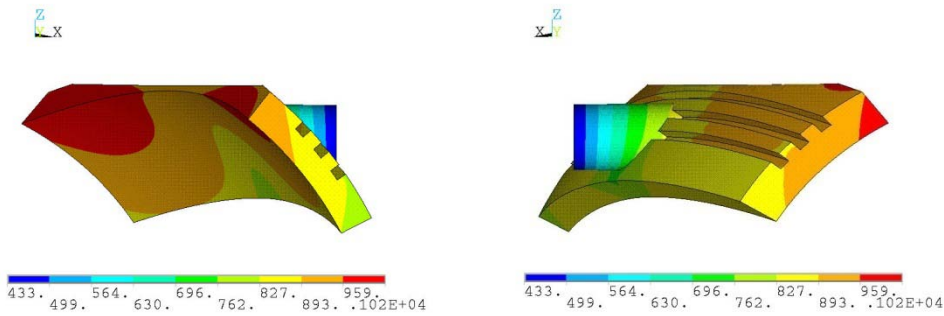 Z
Y X
Z
X Y
433. 564. 696. 827. 959.
499. 630. 762. 893. .102E+04
433. 564. 696. 827. 959.
499. 630. 762. 893. .102E+04